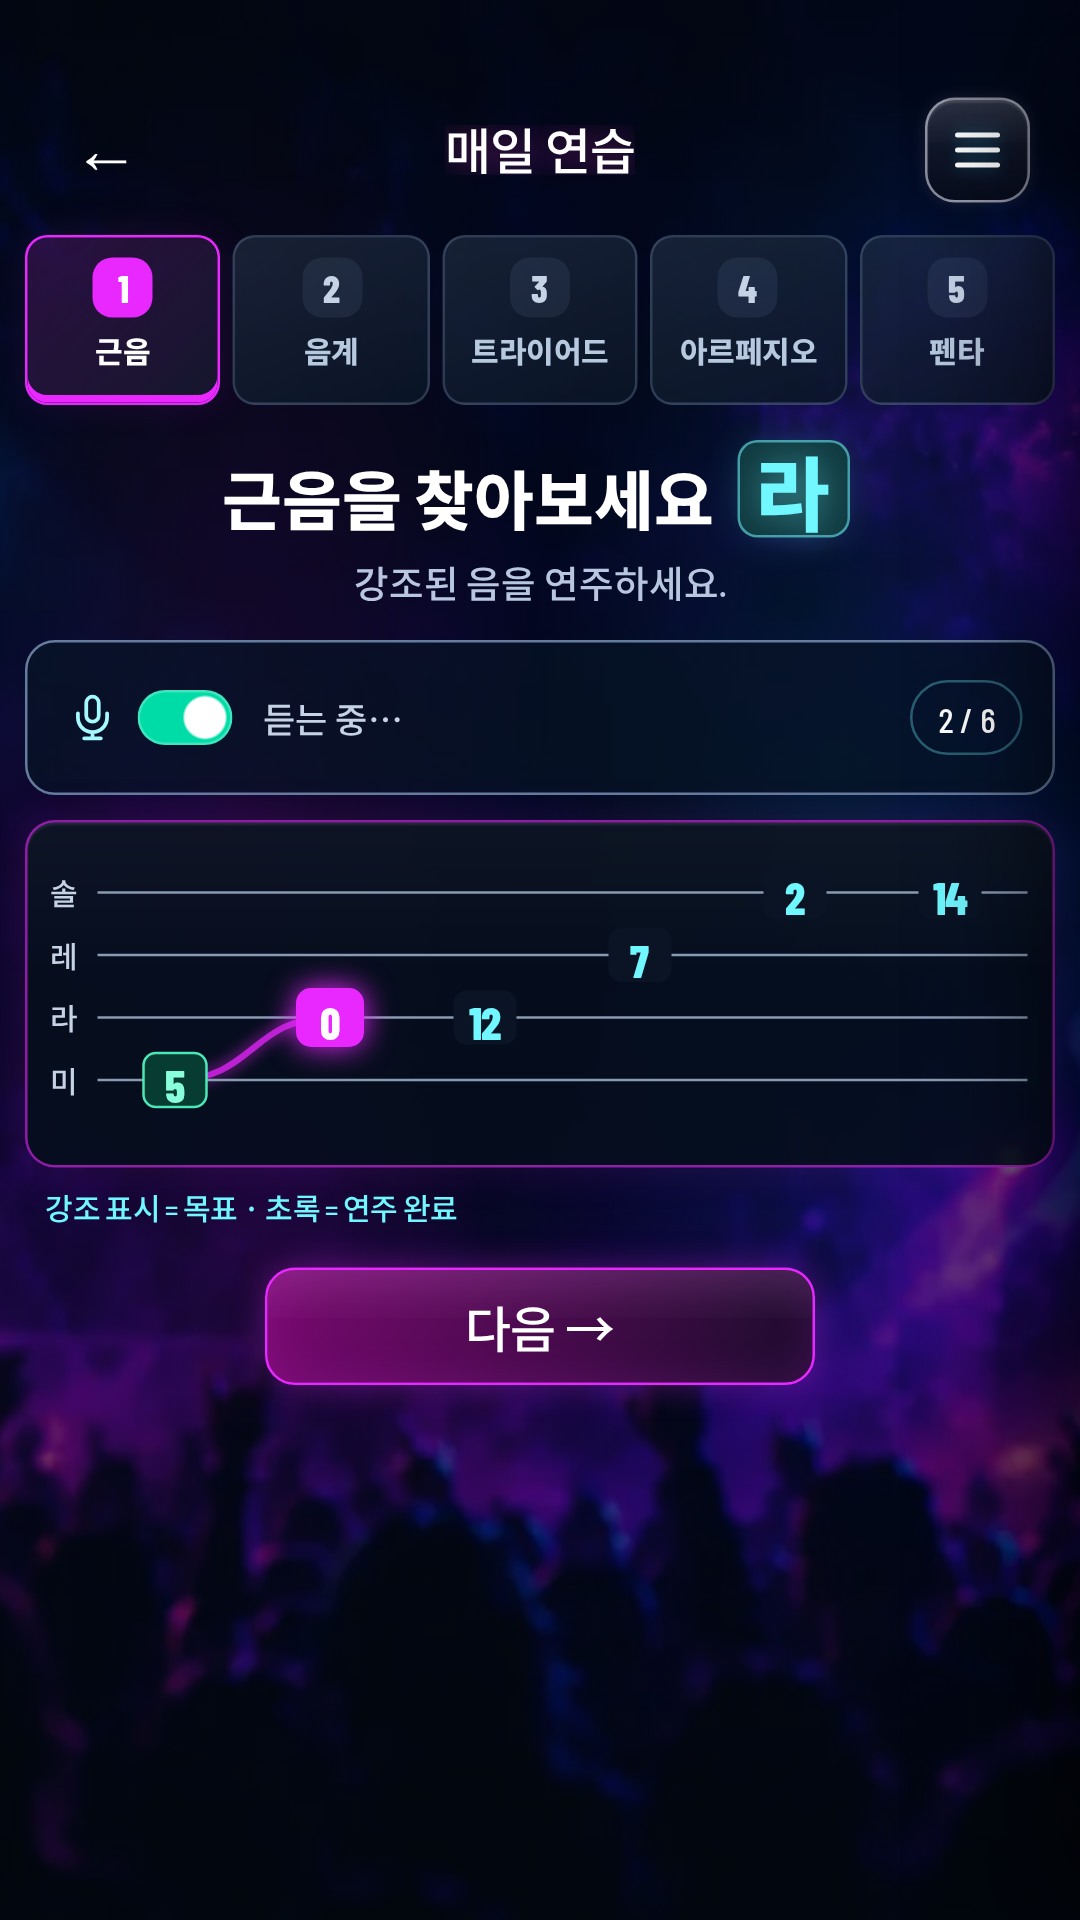 ←
매일 연습
1
근음
2
음계
3
트라이어드
4
아르페지오
5
펜타
근음을 찾아보세요 라
강조된 음을 연주하세요.
듣는 중…
2 / 6
솔 2 14
레 7
라 0 12
미 5
강조 표시 = 목표 · 초록 = 연주 완료
다음 →